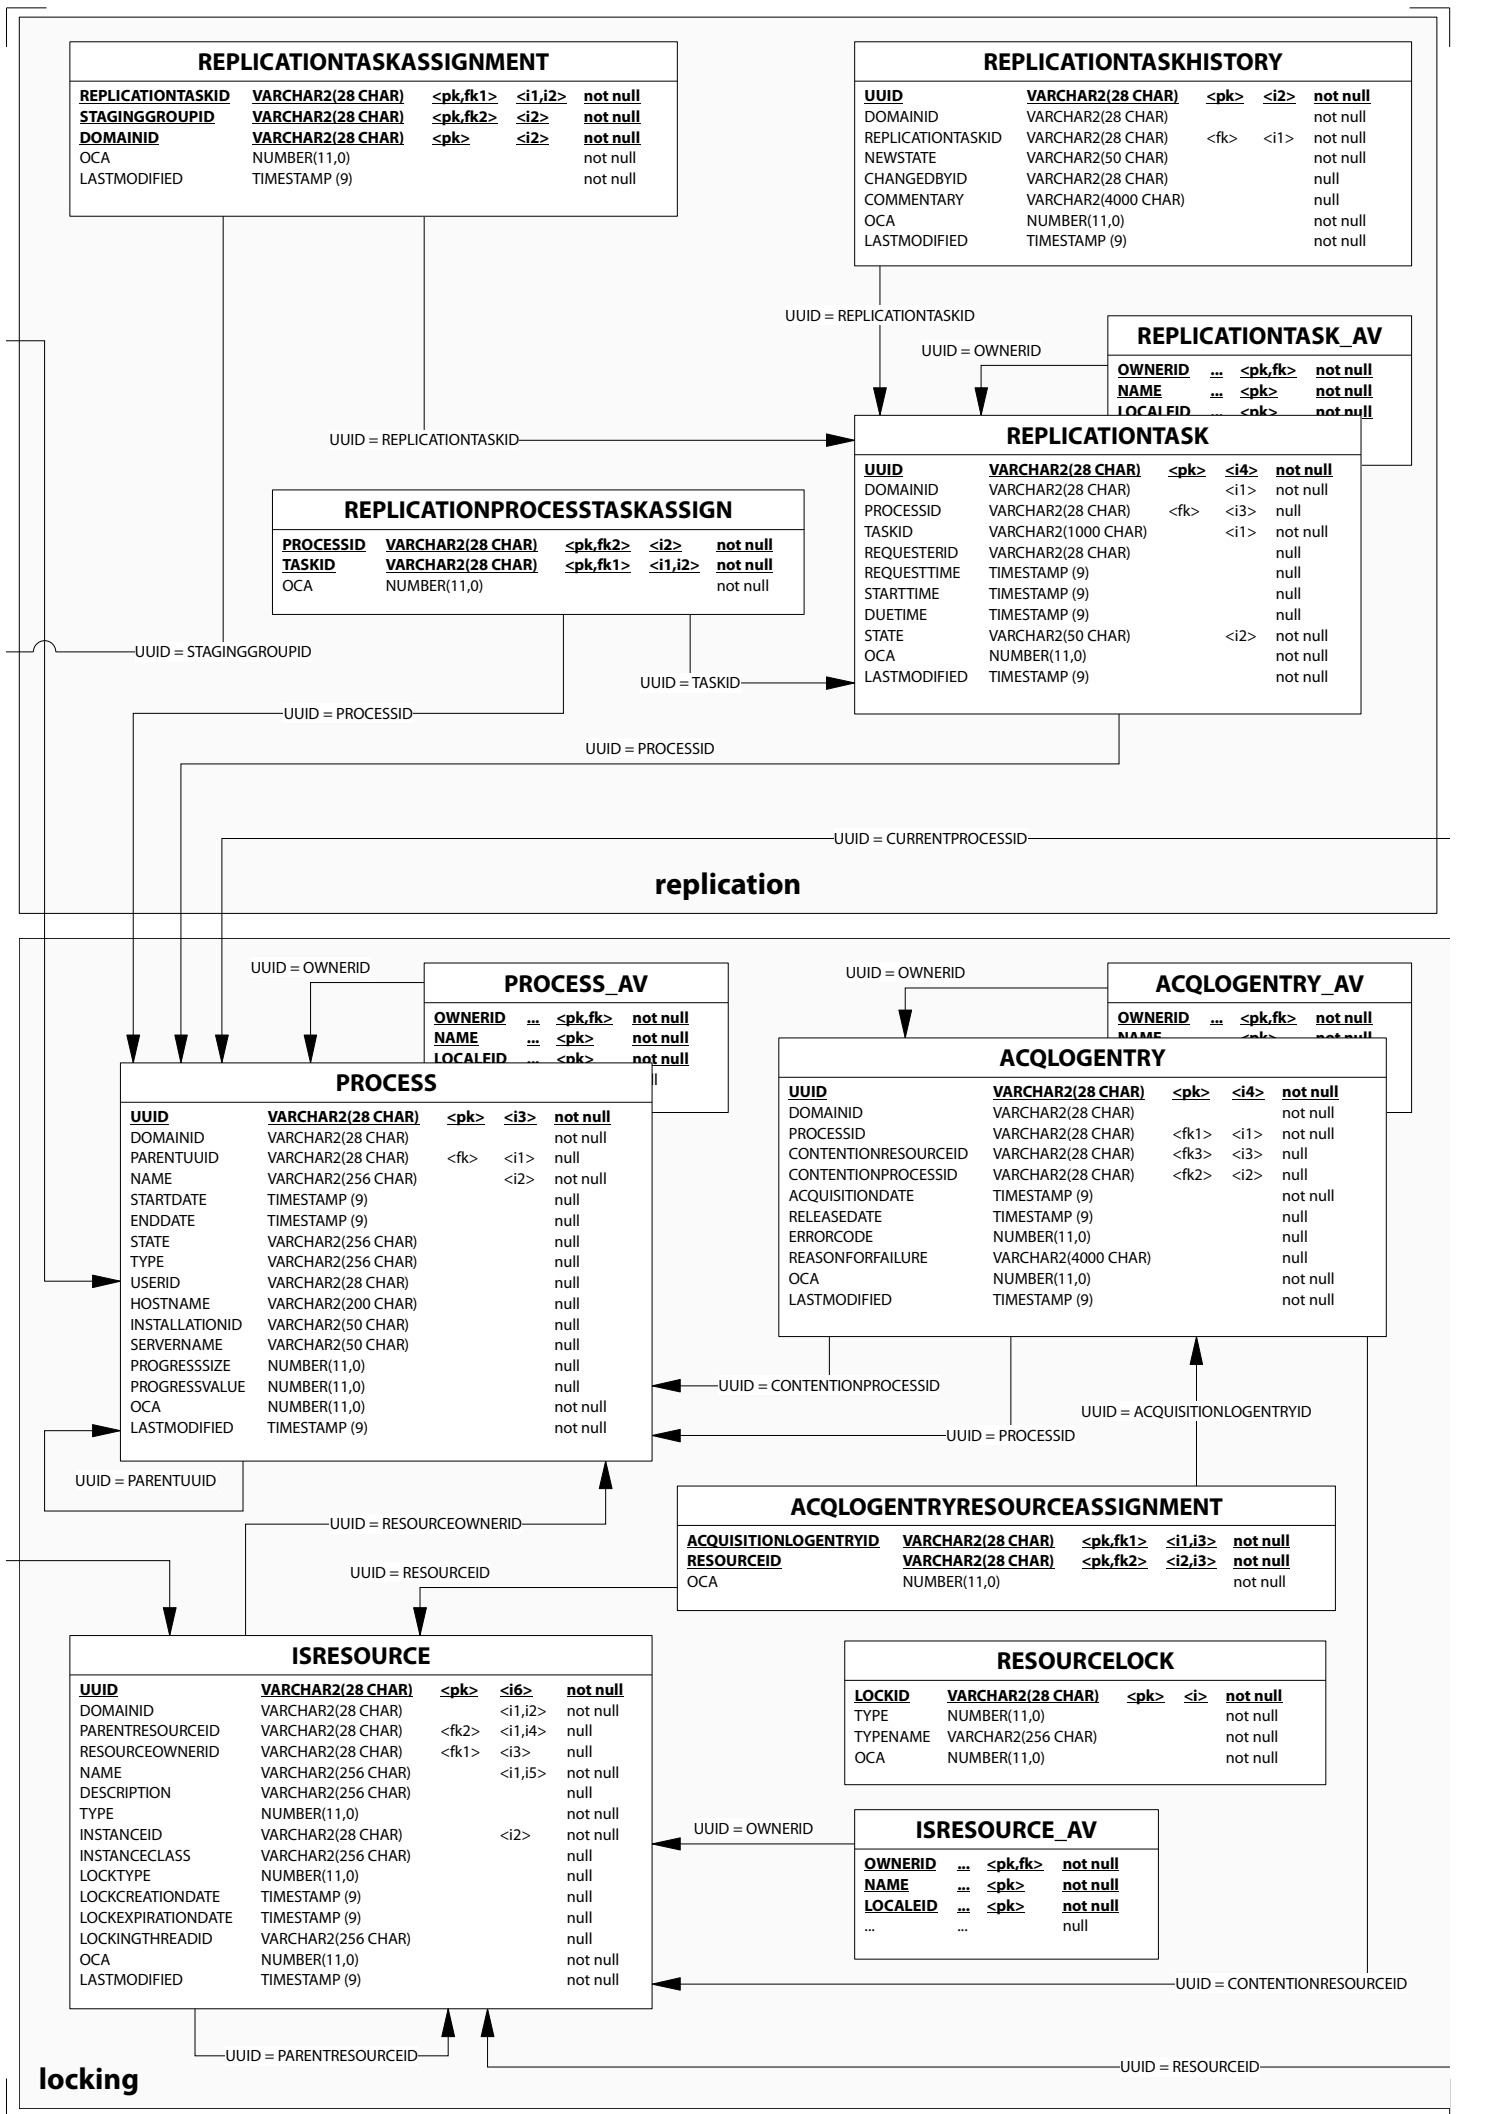 REPLICATIONTASKASSIGNMENT
REPLICATIONTASKID VARCHAR2(28 CHAR) <pk,fk1> <i1,i2> not null
STAGINGGROUPID VARCHAR2(28 CHAR) <pk,fk2> <i2> not null
DOMAINID VARCHAR2(28 CHAR) <pk> <i2> not null
OCA NUMBER(11,0) not null
LASTMODIFIED TIMESTAMP (9) not null
REPLICATIONTASKHISTORY
UUID VARCHAR2(28 CHAR) <pk> <i2> not null
DOMAINID VARCHAR2(28 CHAR) not null
REPLICATIONTASKID VARCHAR2(28 CHAR) <fk> <i1> not null
NEWSTATE VARCHAR2(50 CHAR) not null
CHANGEDBYID VARCHAR2(28 CHAR) null
COMMENTARY VARCHAR2(4000 CHAR) null
OCA NUMBER(11,0) not null
LASTMODIFIED TIMESTAMP (9) not null
UUID = REPLICATIONTASKID
UUID = OWNERID
REPLICATIONTASK_AV
OWNERID ... <pk,fk> not null
NAME ... <pk> not null
LOCALEID ... <pk> not null
UUID = REPLICATIONTASKID
REPLICATIONTASK
UUID VARCHAR2(28 CHAR) <pk> <i4> not null
DOMAINID VARCHAR2(28 CHAR) <i1> not null
PROCESSID VARCHAR2(28 CHAR) <fk> <i3> null
TASKID VARCHAR2(1000 CHAR) <i1> not null
REQUESTERID VARCHAR2(28 CHAR) null
REQUESTTIME TIMESTAMP (9) null
STARTTIME TIMESTAMP (9) null
DUETIME TIMESTAMP (9) null
STATE VARCHAR2(50 CHAR) <i2> not null
OCA NUMBER(11,0) not null
LASTMODIFIED TIMESTAMP (9) not null
REPLICATIONPROCESSTASKASSIGN
PROCESSID VARCHAR2(28 CHAR) <pk,fk2> <i2> not null
TASKID VARCHAR2(28 CHAR) <pk,fk1> <i1,i2> not null
OCA NUMBER(11,0) not null
UUID = STAGINGGROUPID
UUID = TASKID
UUID = PROCESSID
UUID = PROCESSID
UUID = CURRENTPROCESSID
replication
UUID = OWNERID
PROCESS_AV
OWNERID ... <pk,fk> not null
NAME ... <pk> not null
LOCALEID ... <pk> not null
UUID = OWNERID
ACQLOGENTRY_AV
OWNERID ... <pk,fk> not null
NAME ... <pk> not null
PROCESS
UUID VARCHAR2(28 CHAR) <pk> <i3> not null
DOMAINID VARCHAR2(28 CHAR) not null
PARENTUUID VARCHAR2(28 CHAR) <fk> <i1> null
NAME VARCHAR2(256 CHAR) <i2> not null
STARTDATE TIMESTAMP (9) null
ENDDATE TIMESTAMP (9) null
STATE VARCHAR2(256 CHAR) null
TYPE VARCHAR2(256 CHAR) null
USERID VARCHAR2(28 CHAR) null
HOSTNAME VARCHAR2(200 CHAR) null
INSTALLATIONID VARCHAR2(50 CHAR) null
SERVERNAME VARCHAR2(50 CHAR) null
PROGRESSSIZE NUMBER(11,0) null
PROGRESSVALUE NUMBER(11,0) null
OCA NUMBER(11,0) not null
LASTMODIFIED TIMESTAMP (9) not null
ACQLOGENTRY
UUID VARCHAR2(28 CHAR) <pk> <i4> not null
DOMAINID VARCHAR2(28 CHAR) not null
PROCESSID VARCHAR2(28 CHAR) <fk1> <i1> not null
CONTENTIONRESOURCEID VARCHAR2(28 CHAR) <fk3> <i3> null
CONTENTIONPROCESSID VARCHAR2(28 CHAR) <fk2> <i2> null
ACQUISITIONDATE TIMESTAMP (9) not null
RELEASEDATE TIMESTAMP (9) null
ERRORCODE NUMBER(11,0) null
REASONFORFAILURE VARCHAR2(4000 CHAR) null
OCA NUMBER(11,0) not null
LASTMODIFIED TIMESTAMP (9) not null
UUID = CONTENTIONPROCESSID
UUID = ACQUISITIONLOGENTRYID
UUID = PROCESSID
UUID = PARENTUUID
UUID = RESOURCEOWNERID
ACQLOGENTRYRESOURCEASSIGNMENT
ACQUISITIONLOGENTRYID VARCHAR2(28 CHAR) <pk,fk1> <i1,i3> not null
RESOURCEID VARCHAR2(28 CHAR) <pk,fk2> <i2,i3> not null
OCA NUMBER(11,0) not null
UUID = RESOURCEID
ISRESOURCE
UUID VARCHAR2(28 CHAR) <pk> <i6> not null
DOMAINID VARCHAR2(28 CHAR) <i1,i2> not null
PARENTRESOURCEID VARCHAR2(28 CHAR) <fk2> <i1,i4> null
RESOURCEOWNERID VARCHAR2(28 CHAR) <fk1> <i3> null
NAME VARCHAR2(256 CHAR) <i1,i5> not null
DESCRIPTION VARCHAR2(256 CHAR) null
TYPE NUMBER(11,0) not null
INSTANCEID VARCHAR2(28 CHAR) <i2> not null
INSTANCECLASS VARCHAR2(256 CHAR) null
LOCKTYPE NUMBER(11,0) null
LOCKCREATIONDATE TIMESTAMP (9) null
LOCKEXPIRATIONDATE TIMESTAMP (9) null
LOCKINGTHREADID VARCHAR2(256 CHAR) null
OCA NUMBER(11,0) not null
LASTMODIFIED TIMESTAMP (9) not null
RESOURCELOCK
LOCKID VARCHAR2(28 CHAR) <pk> <i> not null
TYPE NUMBER(11,0) not null
TYPENAME VARCHAR2(256 CHAR) not null
OCA NUMBER(11,0) not null
UUID = OWNERID
ISRESOURCE_AV
OWNERID ... <pk,fk> not null
NAME ... <pk> not null
LOCALEID ... <pk> not null
... ... null
UUID = CONTENTIONRESOURCEID
UUID = PARENTRESOURCEID
UUID = RESOURCEID
locking